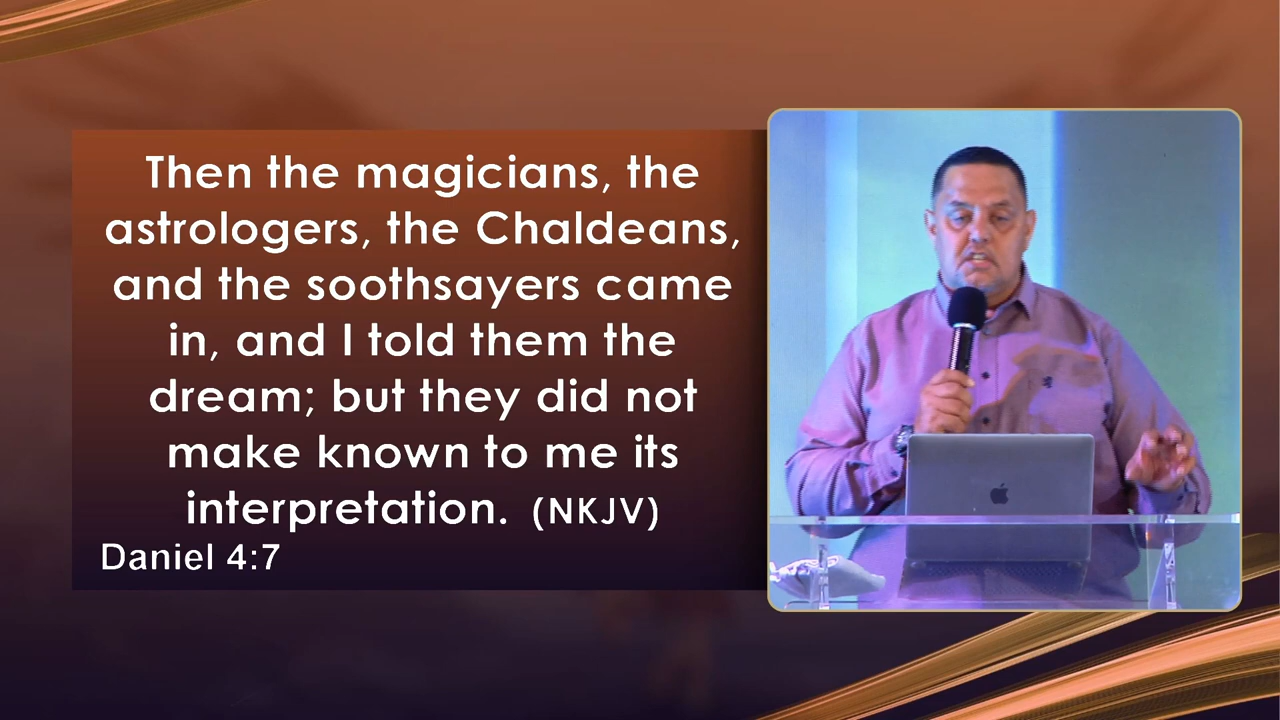 Then the magicians, the
astrologers, the Chaldeans,
and the soothsayers came
in, and I told them the
dream; but they did not
make known to me its
interpretation. (NKJV)
Daniel 4:7